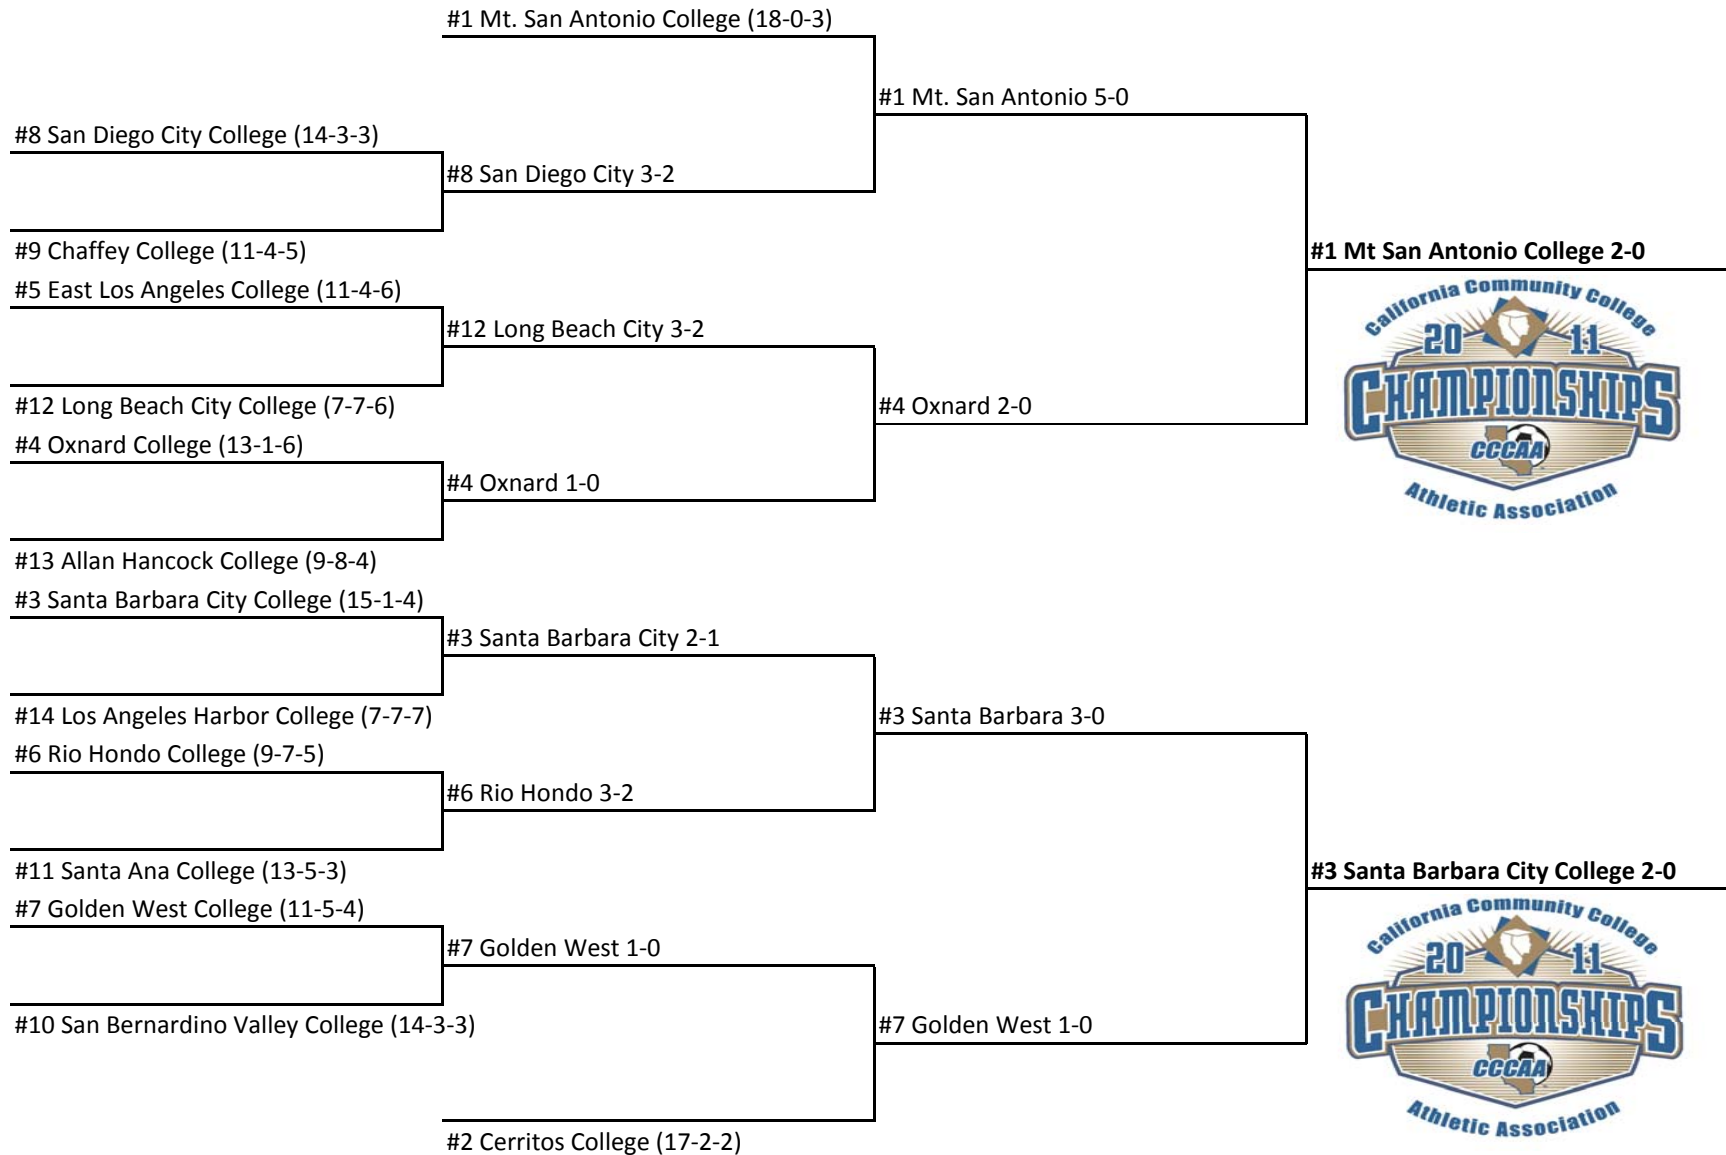 #1 Mt. San Antonio College (18-0-3)
#1 Mt. San Antonio 5-0
#8 San Diego City College (14-3-3)
#8 San Diego City 3-2
#9 Chaffey College (11-4-5)
#1 Mt San Antonio College 2-0
#5 East Los Angeles College (11-4-6)
California Community College
20 11
#12 Long Beach City 3-2
CHAMPIONSHIPS
#12 Long Beach City College (7-7-6)
#4 Oxnard 2-0
#4 Oxnard College (13-1-6)
CCCAA
#4 Oxnard 1-0
Athletic Association
#13 Allan Hancock College (9-8-4)
#3 Santa Barbara City College (15-1-4)
#3 Santa Barbara City 2-1
#14 Los Angeles Harbor College (7-7-7)
#3 Santa Barbara 3-0
#6 Rio Hondo College (9-7-5)
#6 Rio Hondo 3-2
#11 Santa Ana College (13-5-3)
#3 Santa Barbara City College 2-0
#7 Golden West College (11-5-4)
California Community College
20 11
#7 Golden West 1-0
CHAMPIONSHIPS
#10 San Bernardino Valley College (14-3-3)
#7 Golden West 1-0
CCCAA
Athletic Association
#2 Cerritos College (17-2-2)